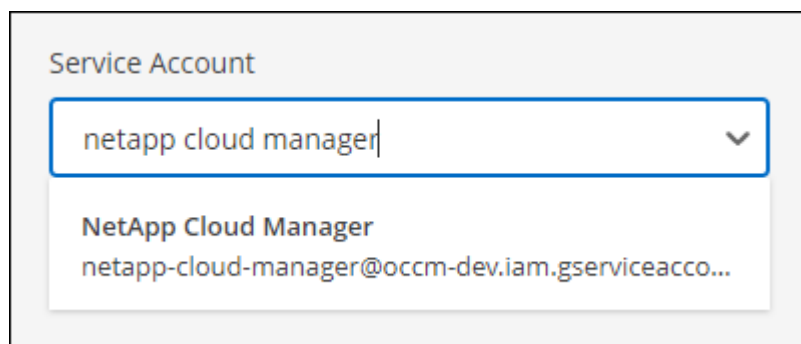 Service Account
netapp cloud manager
NetApp Cloud Manager
netapp-cloud-manager@occm-dev.iam.gserviceacco...